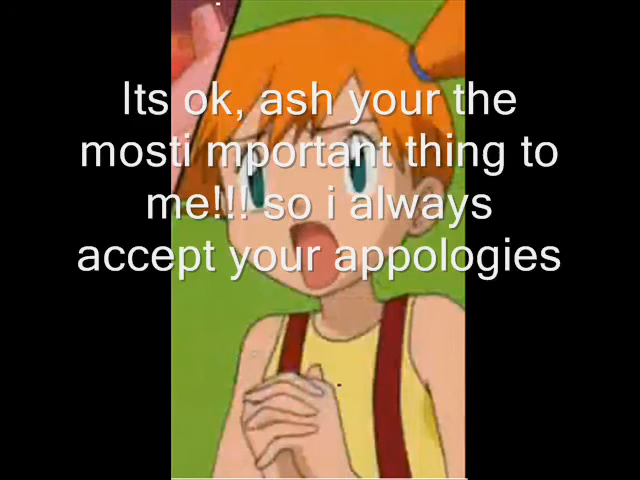 Its ok, ash your the
mosti mportant thing to
me!!! so i always
accept your appologies